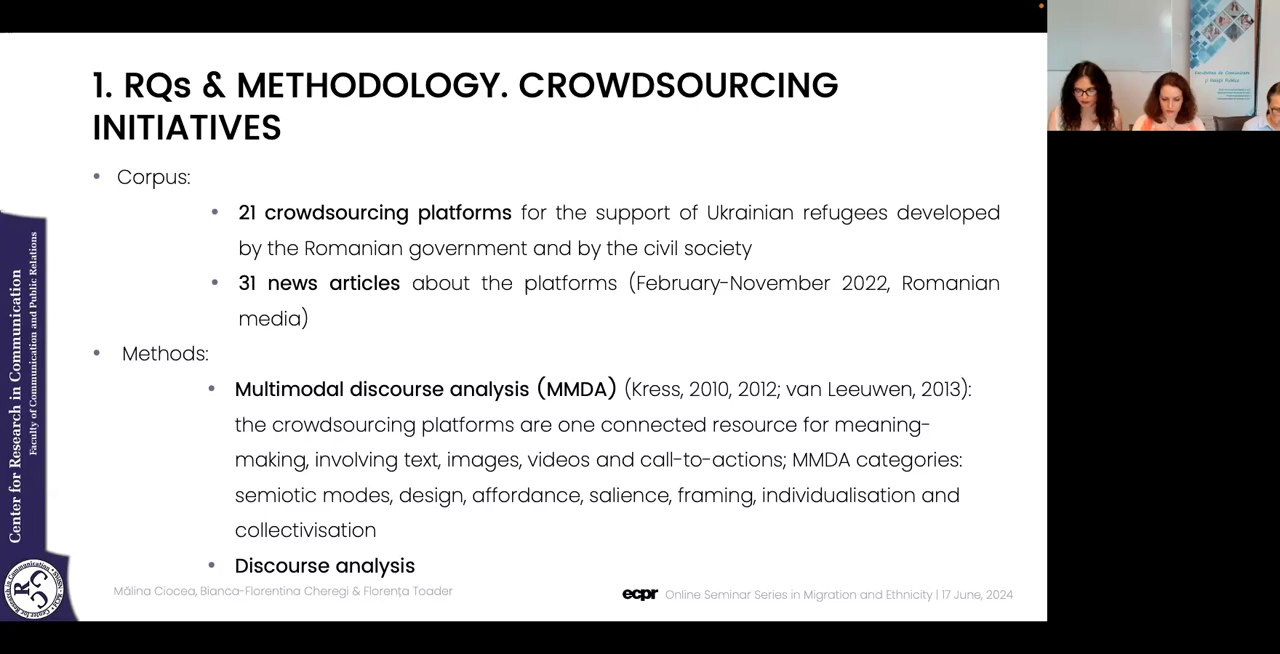 1. RQs & METHODOLOGY. CROWDSOURCING
INITIATIVES
• Corpus:
• 21 crowdsourcing platforms for the support of Ukrainian refugees developed
by the Romanian government and by the civil society
• 31 news articles about the platforms (February-November 2022, Romanian
media)
• Methods:
• Multimodal discourse analysis (MMDA) (Kress, 2010, 2012; van Leeuwen, 2013):
the crowdsourcing platforms are one connected resource for meaning-
making, involving text, images, videos and call-to-actions; MMDA categories:
semiotic modes, design, affordance, salience, framing, individualisation and
collectivisation
• Discourse analysis
Mălina Ciocea, Bianca-Florentina Cheregi & Florența Toader
ecpr Online Seminar Series in Migration and Ethnicity | 17 June, 2024
Center for Research in Communication
Faculty of Communication and Public Relations